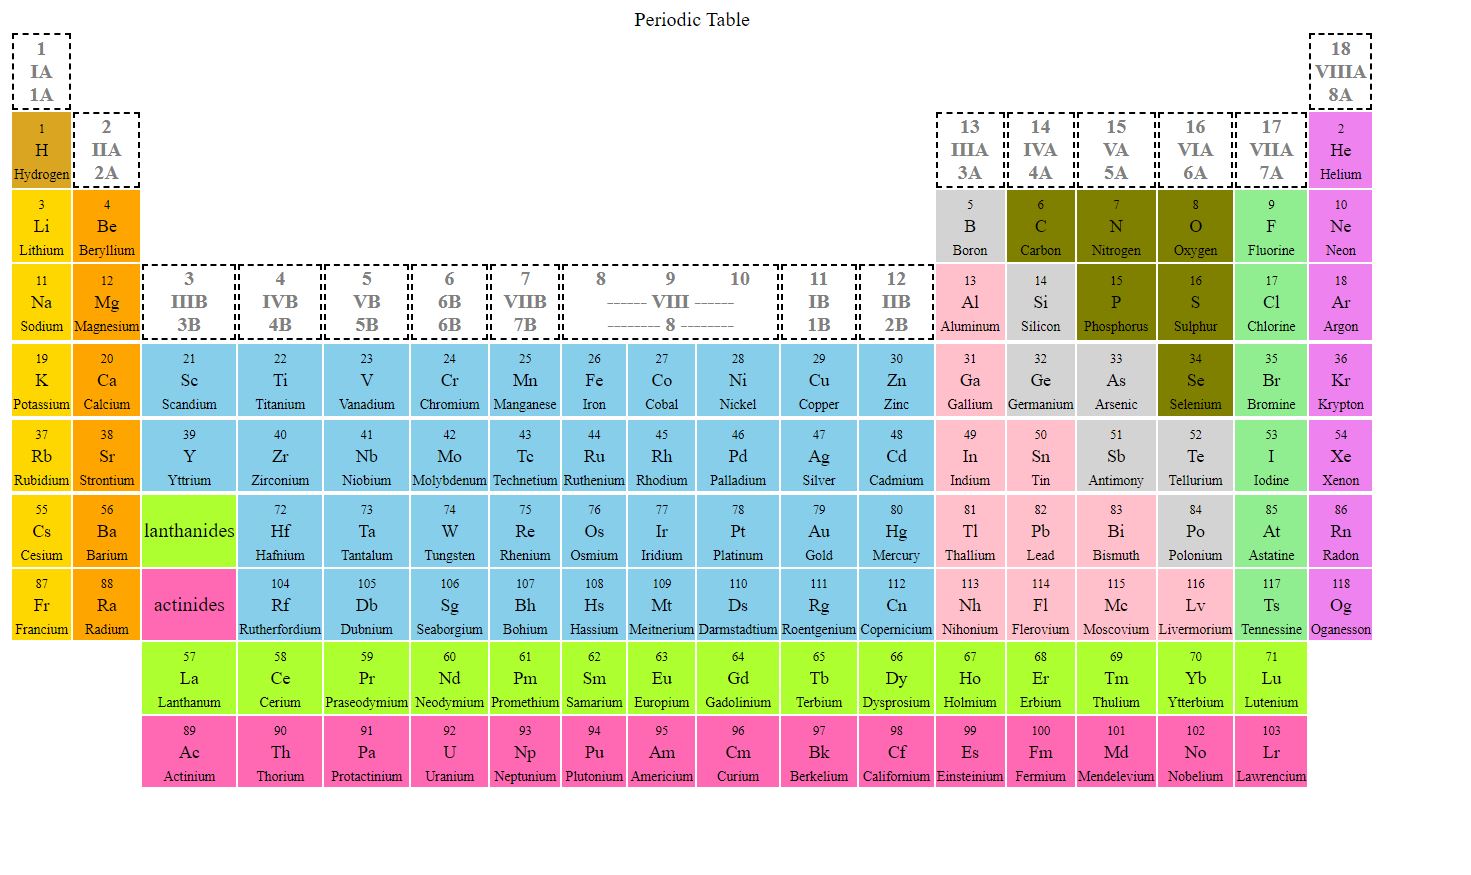 Periodic Table
1 18
IA VIIIA
1A 8A
1 2 13 14 15 16 17 2
H IIA IIIA IVA VA VIA VIIA He
Hydrogen 2A 3A 4A 5A 6A 7A Helium
3 4 5 6 7 8 9 10
Li Be B C N O F Ne
Lithium Beryllium Boron Carbon Nitrogen Oxygen Fluorine Neon
11 12 3 4 5 6 7 8 9 10 11 12 13 14 15 16 17 18
Na Mg IIIB IVB VB 6B VIIB ------ VIII ------ IB IIB Al Si P S Cl Ar
Sodium Magnesium 3B 4B 5B 6B 7B -------- 8 -------- 1B 2B Aluminum Silicon Phosphorus Sulphur Chlorine Argon
19 20 21 22 23 24 25 26 27 28 29 30 31 32 33 34 35 36
K Ca Sc Ti V Cr Mn Fe Co Ni Cu Zn Ga Ge As Se Br Kr
Potassium Calcium Scandium Titanium Vanadium Chromium Manganese Iron Cobal Nickel Copper Zinc Gallium Germanium Arsenic Selenium Bromine Krypton
37 38 39 40 41 42 43 44 45 46 47 48 49 50 51 52 53 54
Rb Sr Y Zr Nb Mo Tc Ru Rh Pd Ag Cd In Sn Sb Te I Xe
Rubidium Strontium Yttrium Zirconium Niobium Molybdenum Technetium Ruthenium Rhodium Palladium Silver Cadmium Indium Tin Antimony Tellurium Iodine Xenon
55 56 72 73 74 75 76 77 78 79 80 81 82 83 84 85 86
Cs Ba lanthanides Hf Ta W Re Os Ir Pt Au Hg Tl Pb Bi Po At Rn
Cesium Barium Hafnium Tantalum Tungsten Rhenium Osmium Iridium Platinum Gold Mercury Thallium Lead Bismuth Polonium Astatine Radon
87 88 104 105 106 107 108 109 110 111 112 113 114 115 116 117 118
Fr Ra actinides Rf Db Sg Bh Hs Mt Ds Rg Cn Nh Fl Mc Lv Ts Og
Francium Radium Rutherfordium Dubnium Seaborgium Bohium Hassium Meitnerium Darmstadtium Roentgenium Copernicium Nihonium Flerovium Moscovium Livermorium Tennessine Oganesson
57 58 59 60 61 62 63 64 65 66 67 68 69 70 71
La Ce Pr Nd Pm Sm Eu Gd Tb Dy Ho Er Tm Yb Lu
Lanthanum Cerium Praseodymium Neodymium Promethium Samarium Europium Gadolinium Terbium Dysprosium Holmium Erbium Thulium Ytterbium Lutenium
89 90 91 92 93 94 95 96 97 98 99 100 101 102 103
Ac Th Pa U Np Pu Am Cm Bk Cf Es Fm Md No Lr
Actinium Thorium Protactinium Uranium Neptunium Plutonium Americium Curium Berkelium Californium Einsteinium Fermium Mendelevium Nobelium Lawrencium